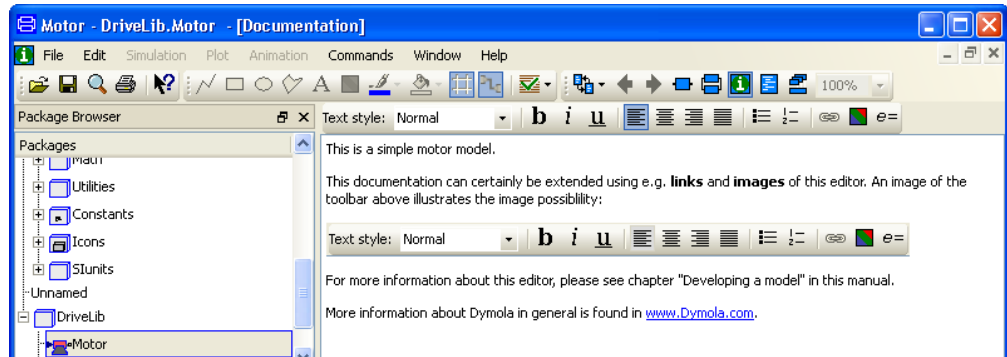 Motor - DriveLib.Motor - [Documentation]
File Edit Simulation Plot Animation Commands Window Help
100%
Package Browser
Text style: Normal b i u e=
Packages
Math
Utilities
Constants
Icons
SIunits
Unnamed
DriveLib
Motor
This is a simple motor model.
This documentation can certainly be extended using e.g. links and images of this editor. An image of the
toolbar above illustrates the image possiblility:
Text style: Normal b i u e=
For more information about this editor, please see chapter "Developing a model" in this manual.
More information about Dymola in general is found in www.Dymola.com.